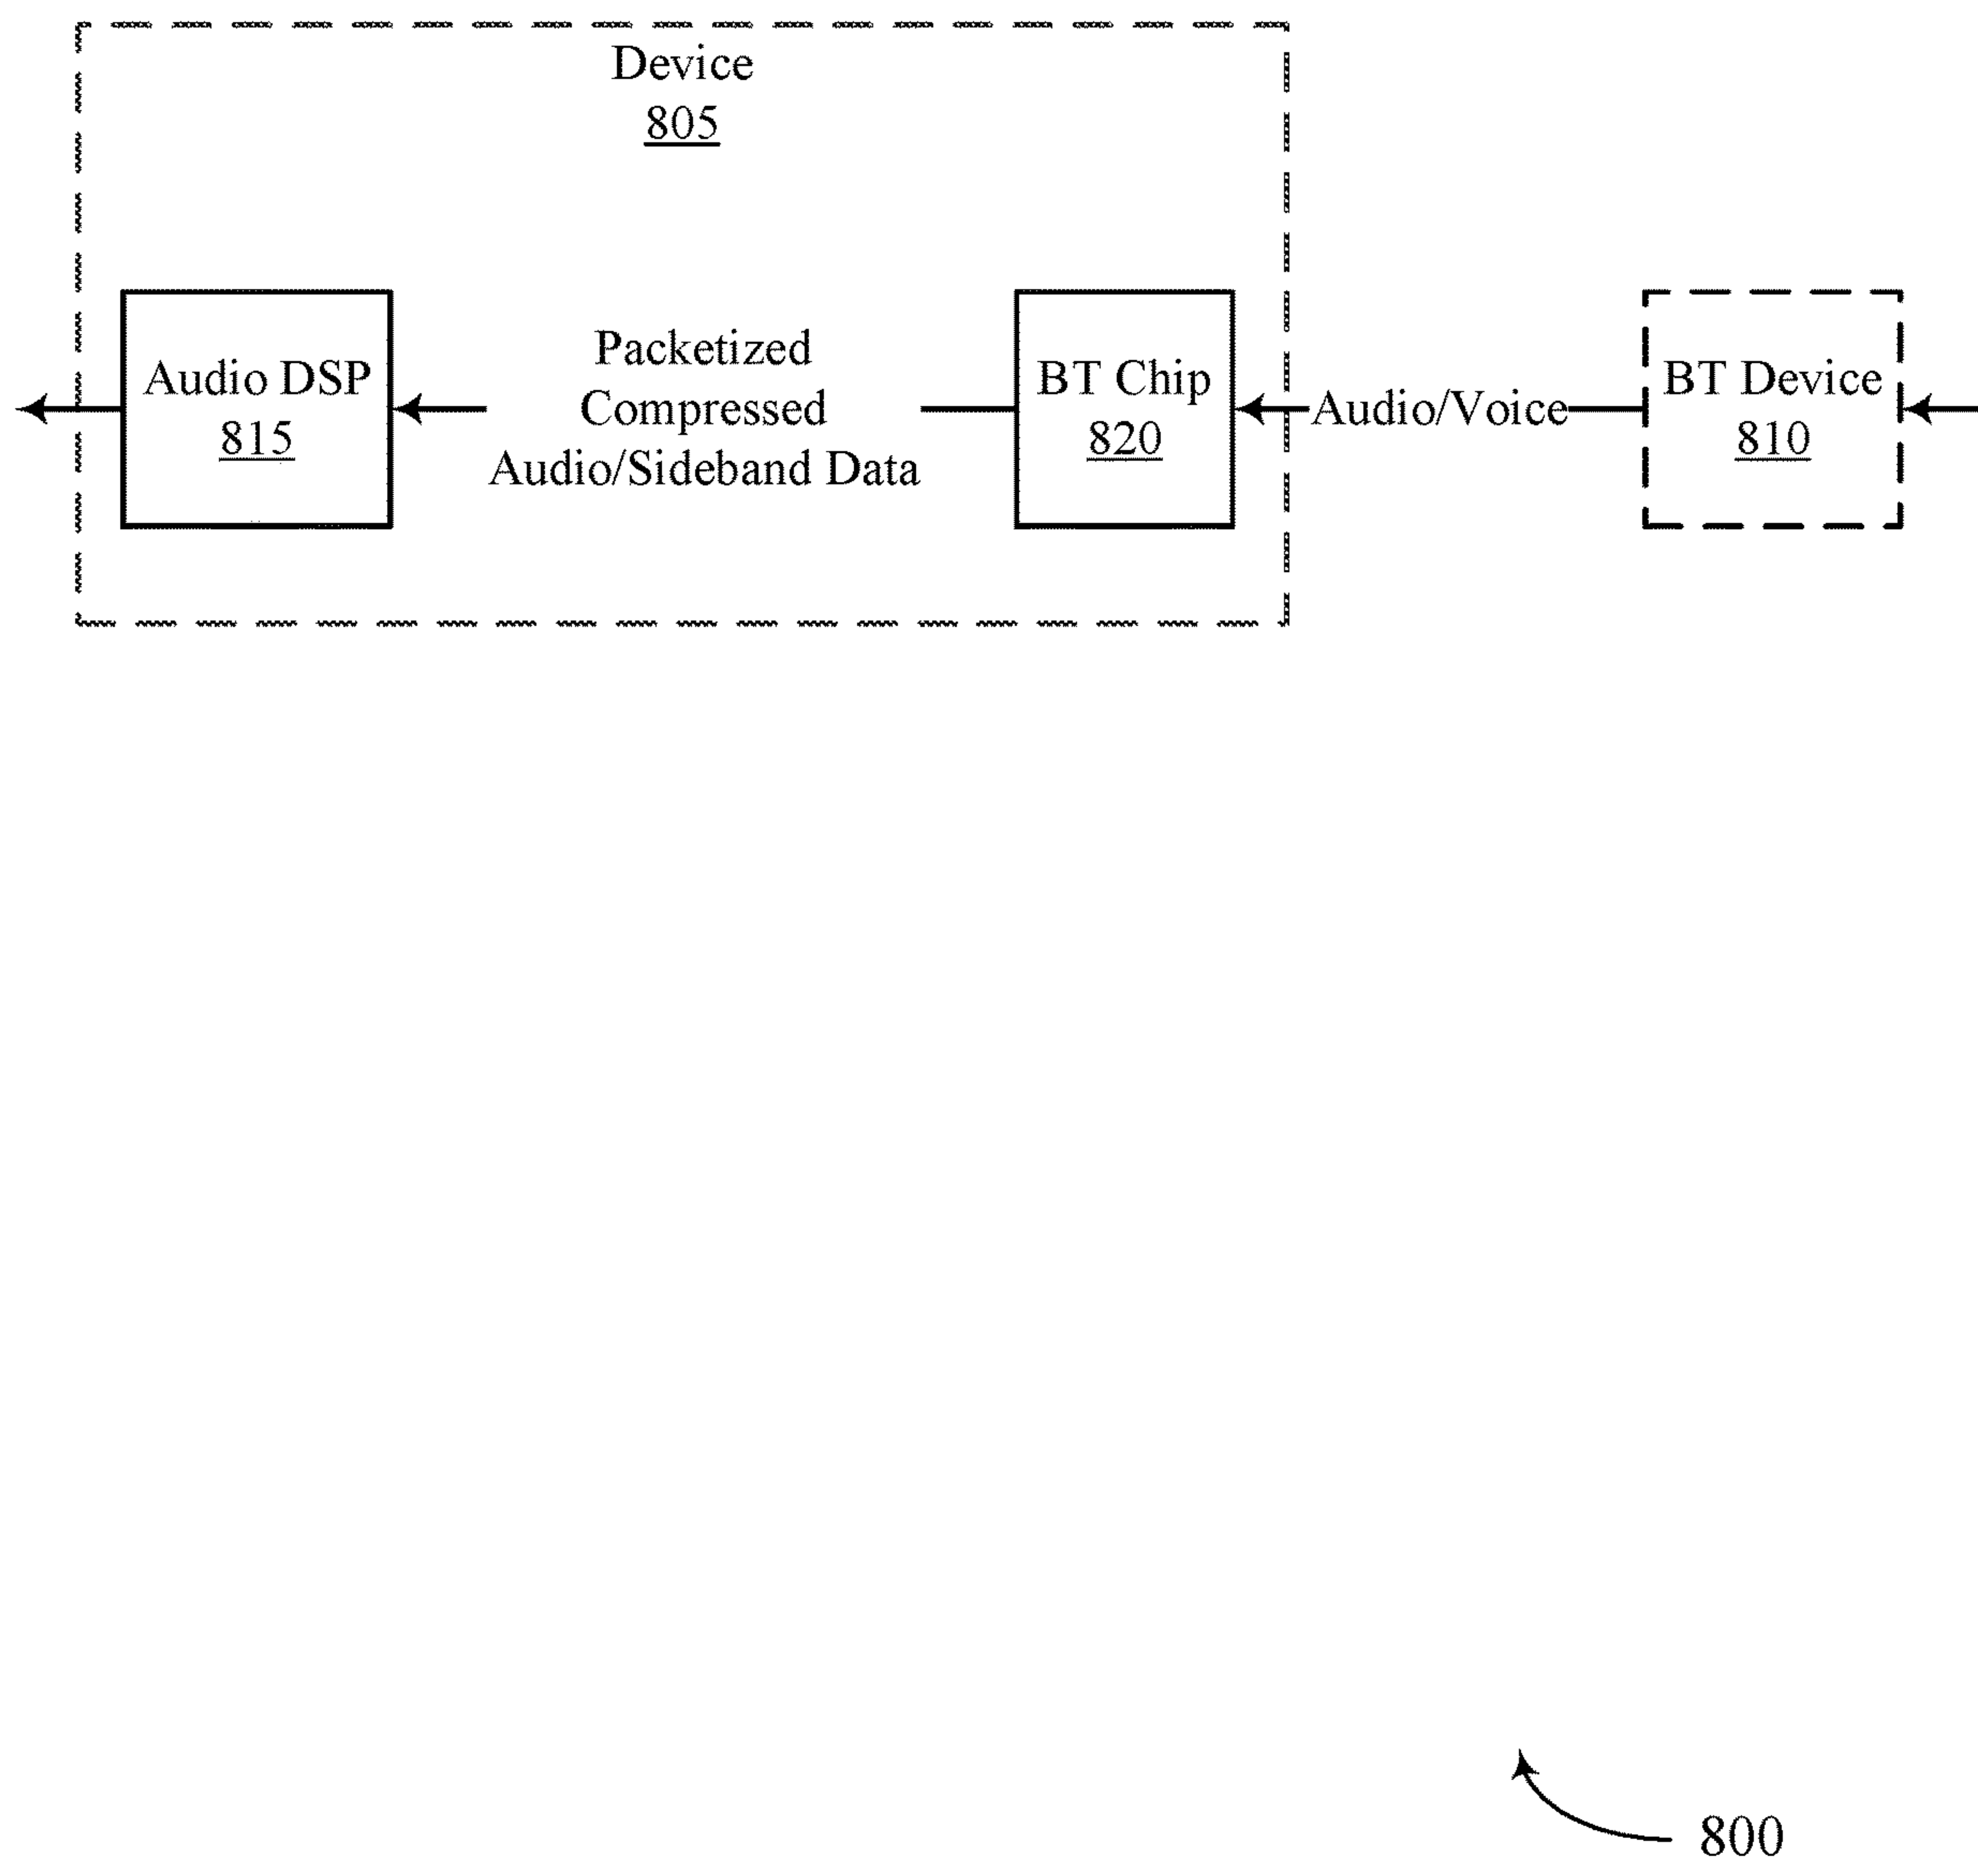 Device
805
Audio DSP
815
Packetized
Compressed
Audio/Sideband Data
BT Chip
820
Audio/Voice
BT Device
810
800